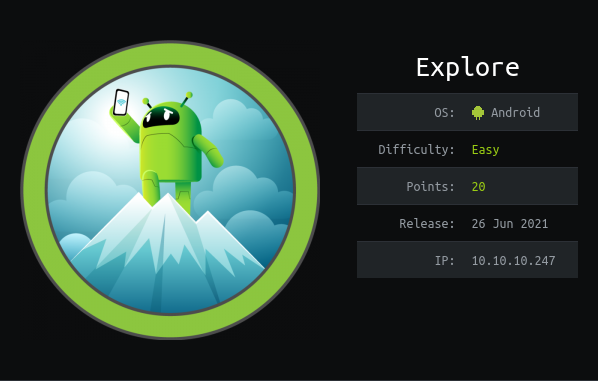 Explore
OS: Android
Difficulty: Easy
Points: 20
Release: 26 Jun 2021
IP: 10.10.10.247